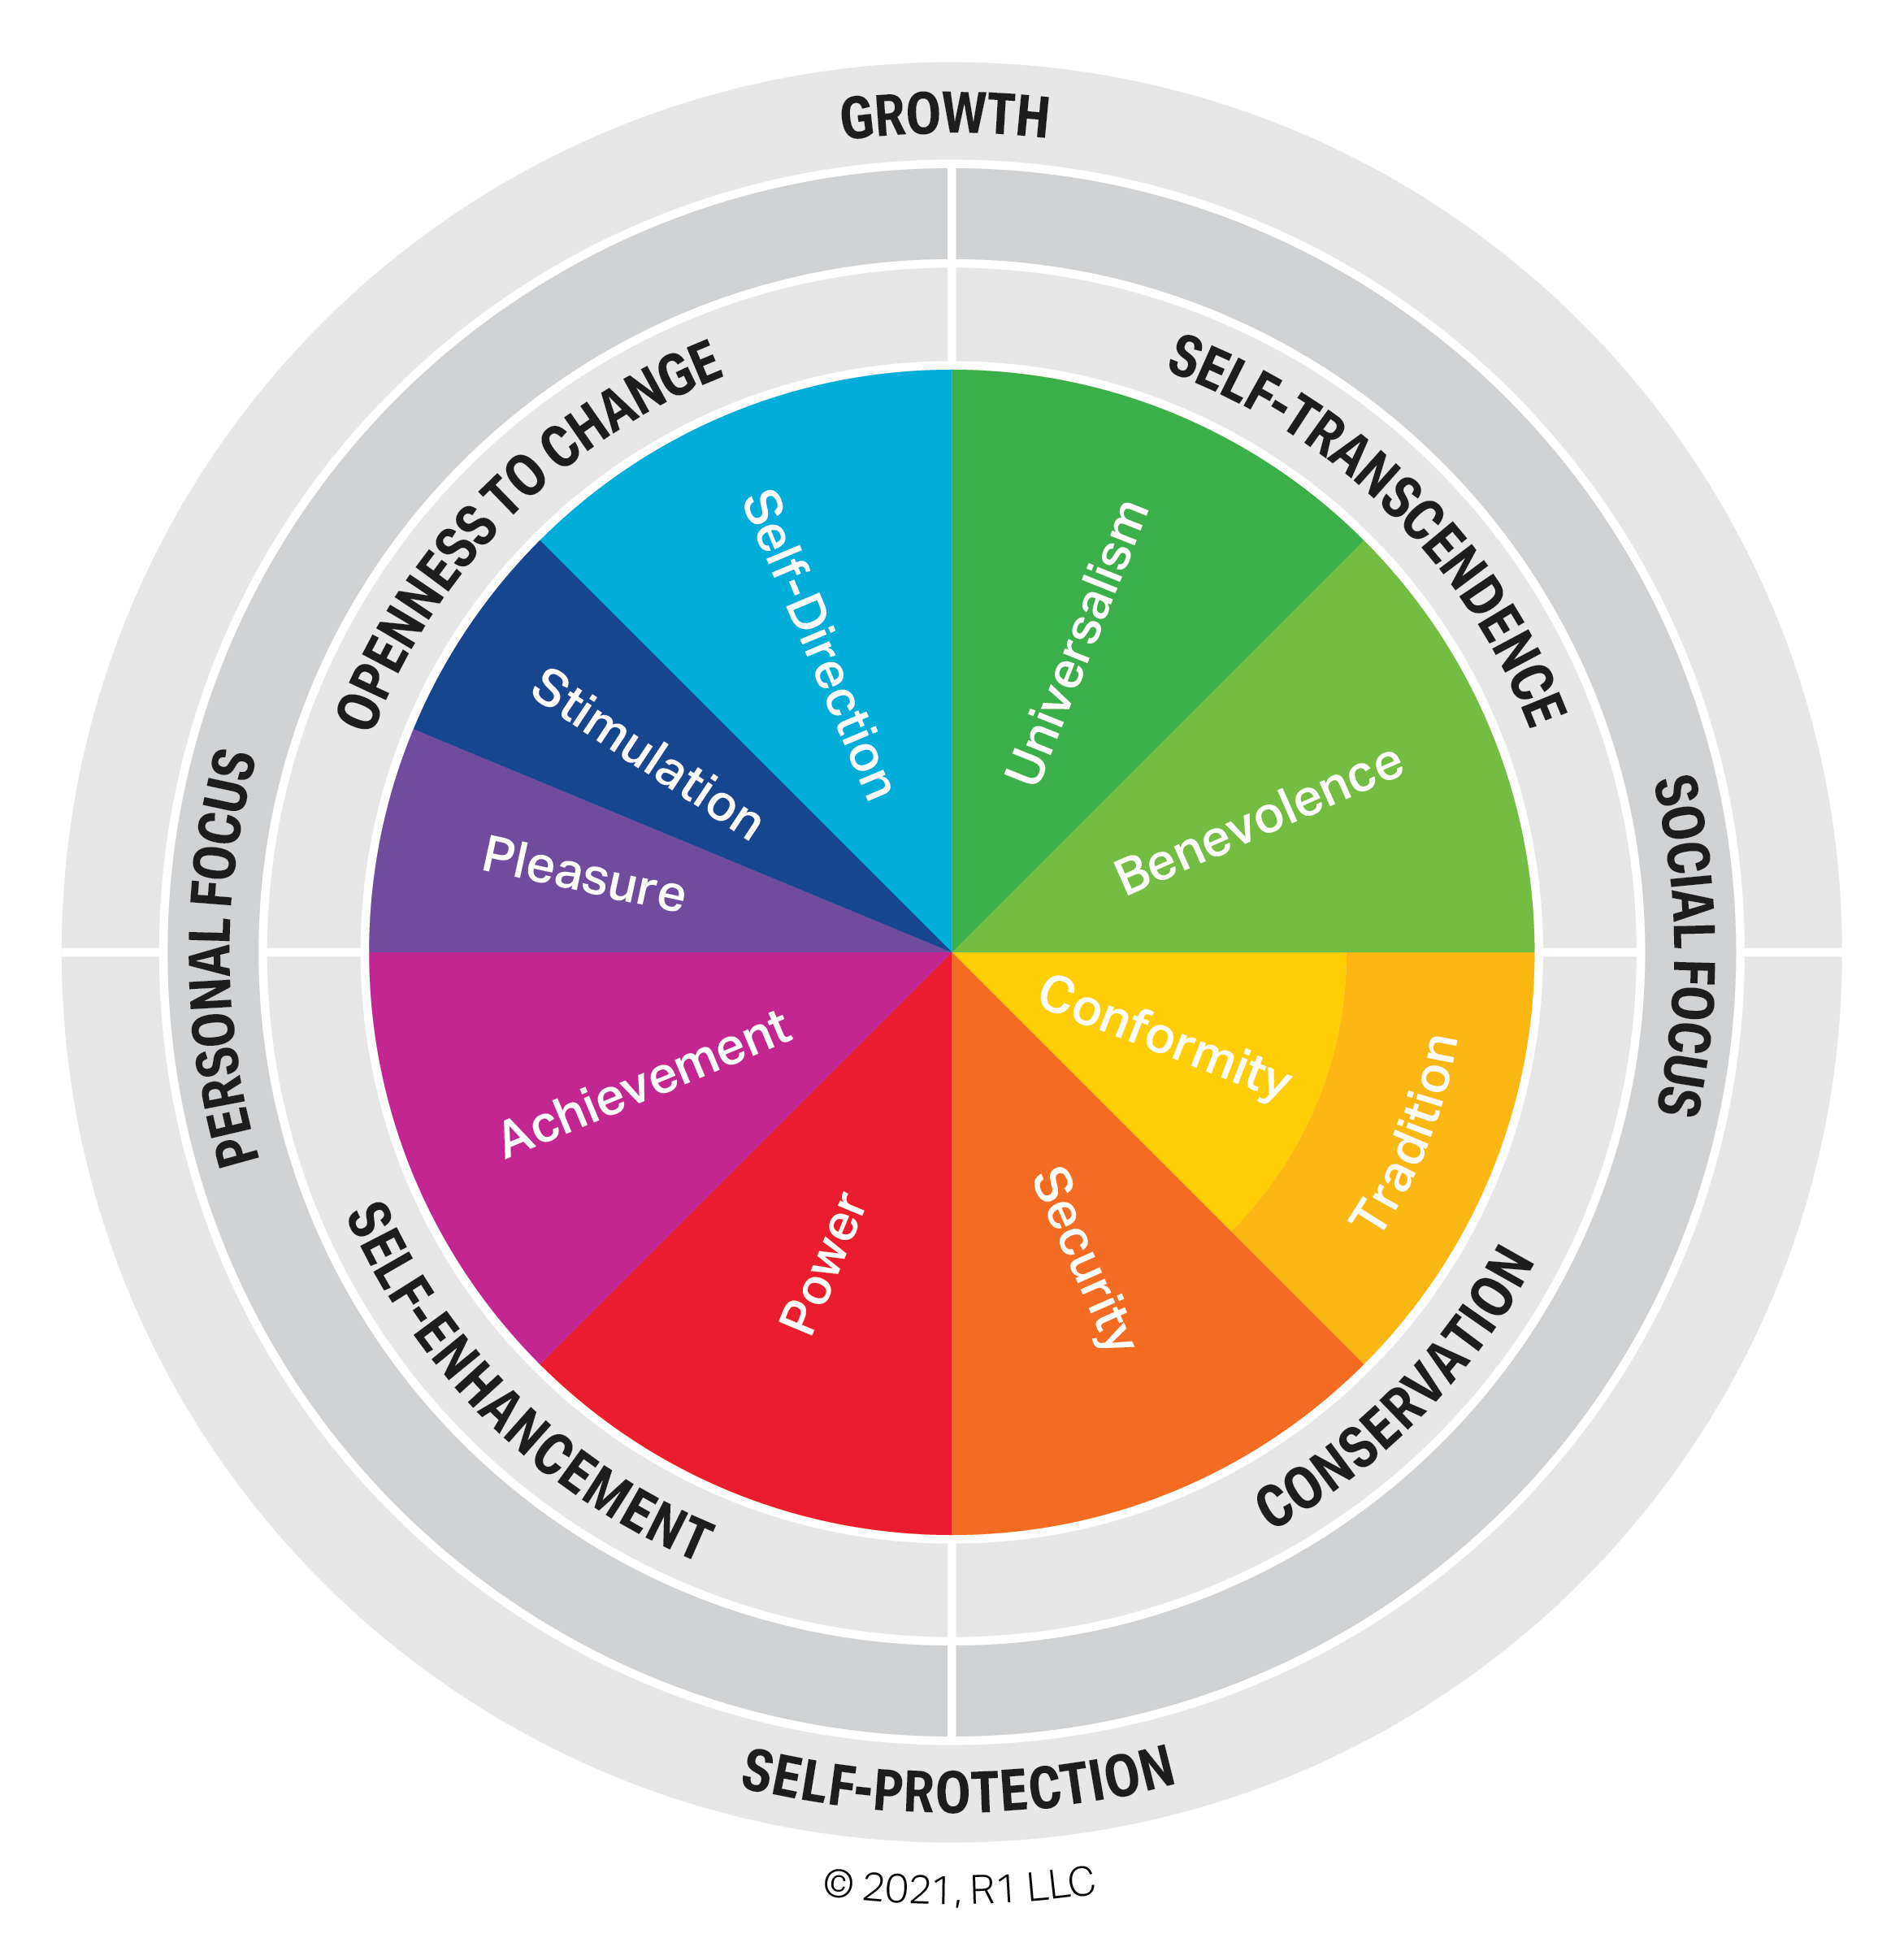 GROWTH
OPENNESS TO CHANGE
SELF-TRANSCENDENCE
PERSONAL FOCUS
SOCIAL FOCUS
Self-Direction
Universalism
Stimulation
Benevolence
Pleasure
Conformity
Achievement
Tradition
Power
Security
SELF-ENHANCEMENT
CONSERVATION
SELF-PROTECTION
© 2021, R1 LLC